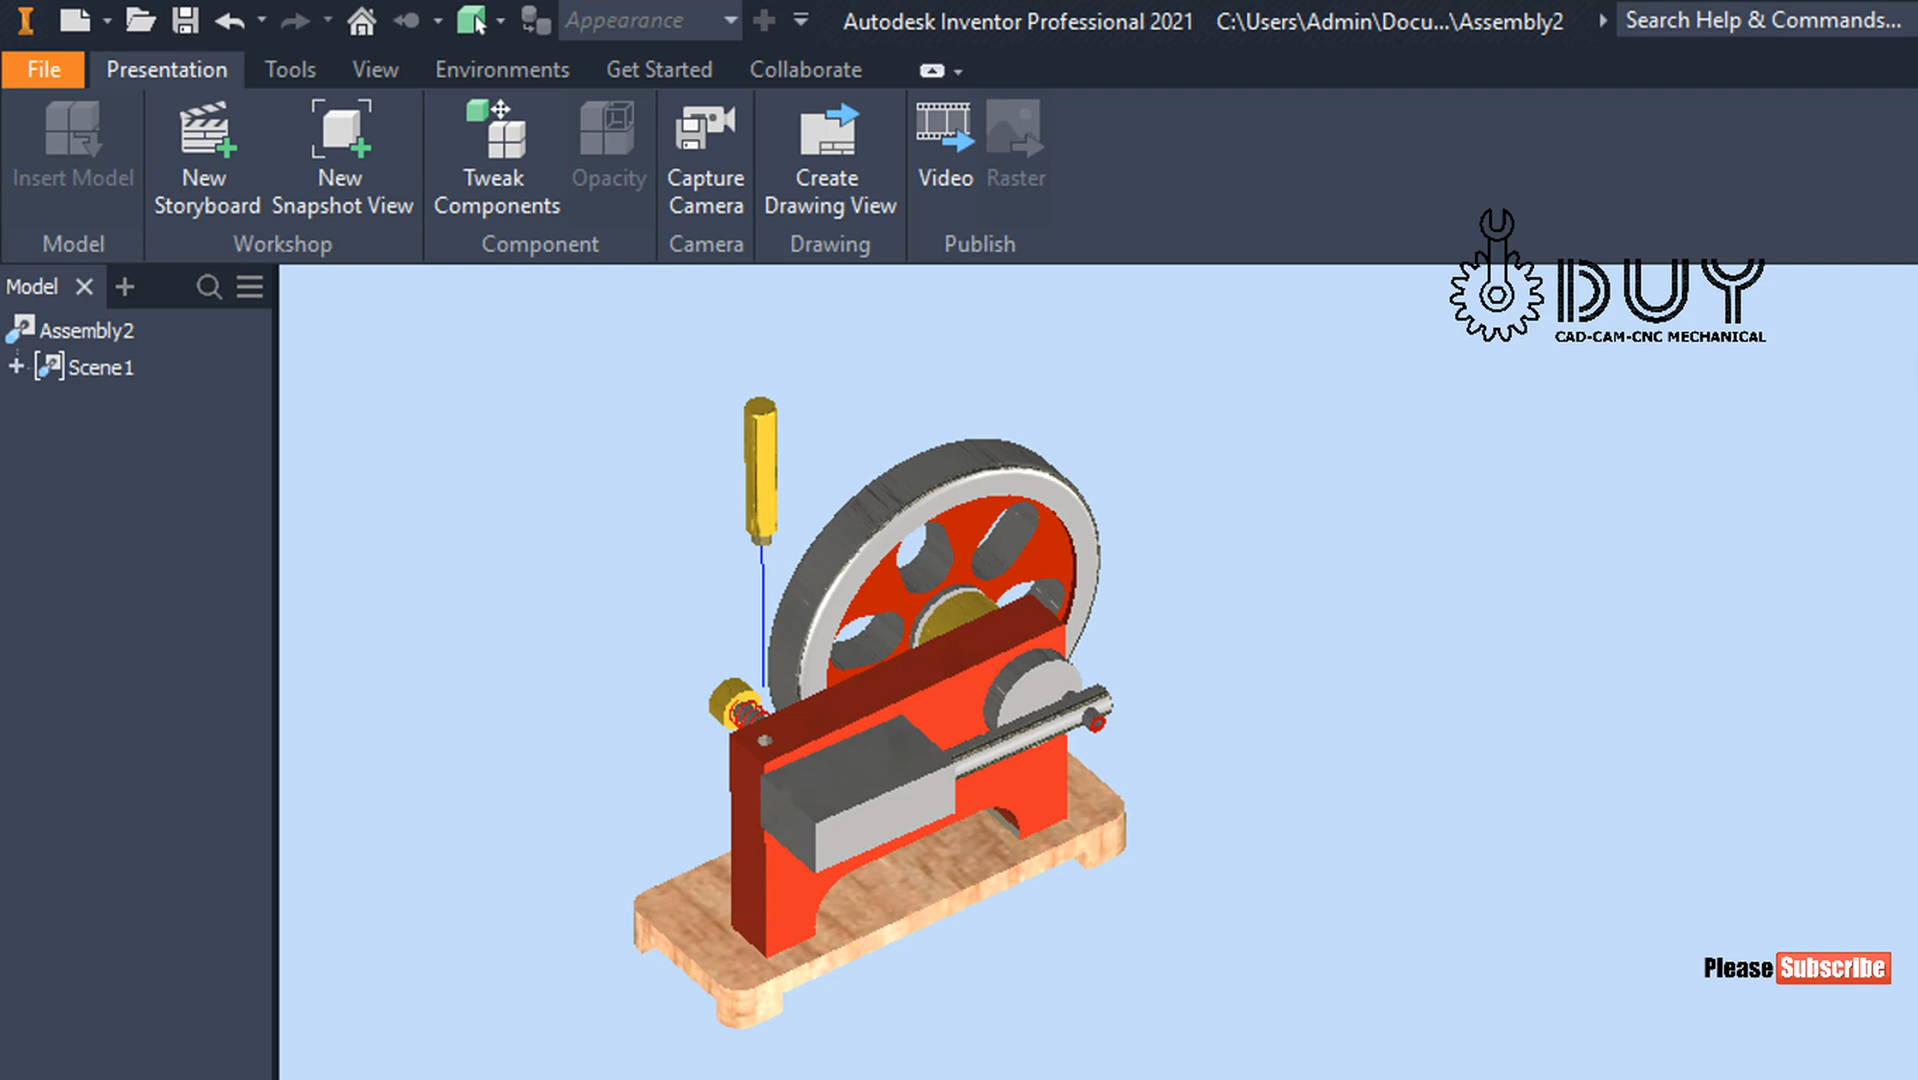 Appearance
Autodesk Inventor Professional 2021
C:\Users\Admin\Docu...\Assembly2
Search Help & Commands...
File
Presentation
Tools
View
Environments
Get Started
Collaborate
Insert Model
New
Storyboard
New
Snapshot View
Tweak
Components
Opacity
Capture
Camera
Create
Drawing View
Video
Raster
Model
Workshop
Component
Camera
Drawing
Publish
Model
Assembly2
Scene1
DUY
CAD-CAM-CNC MECHANICAL
Please Subscribe